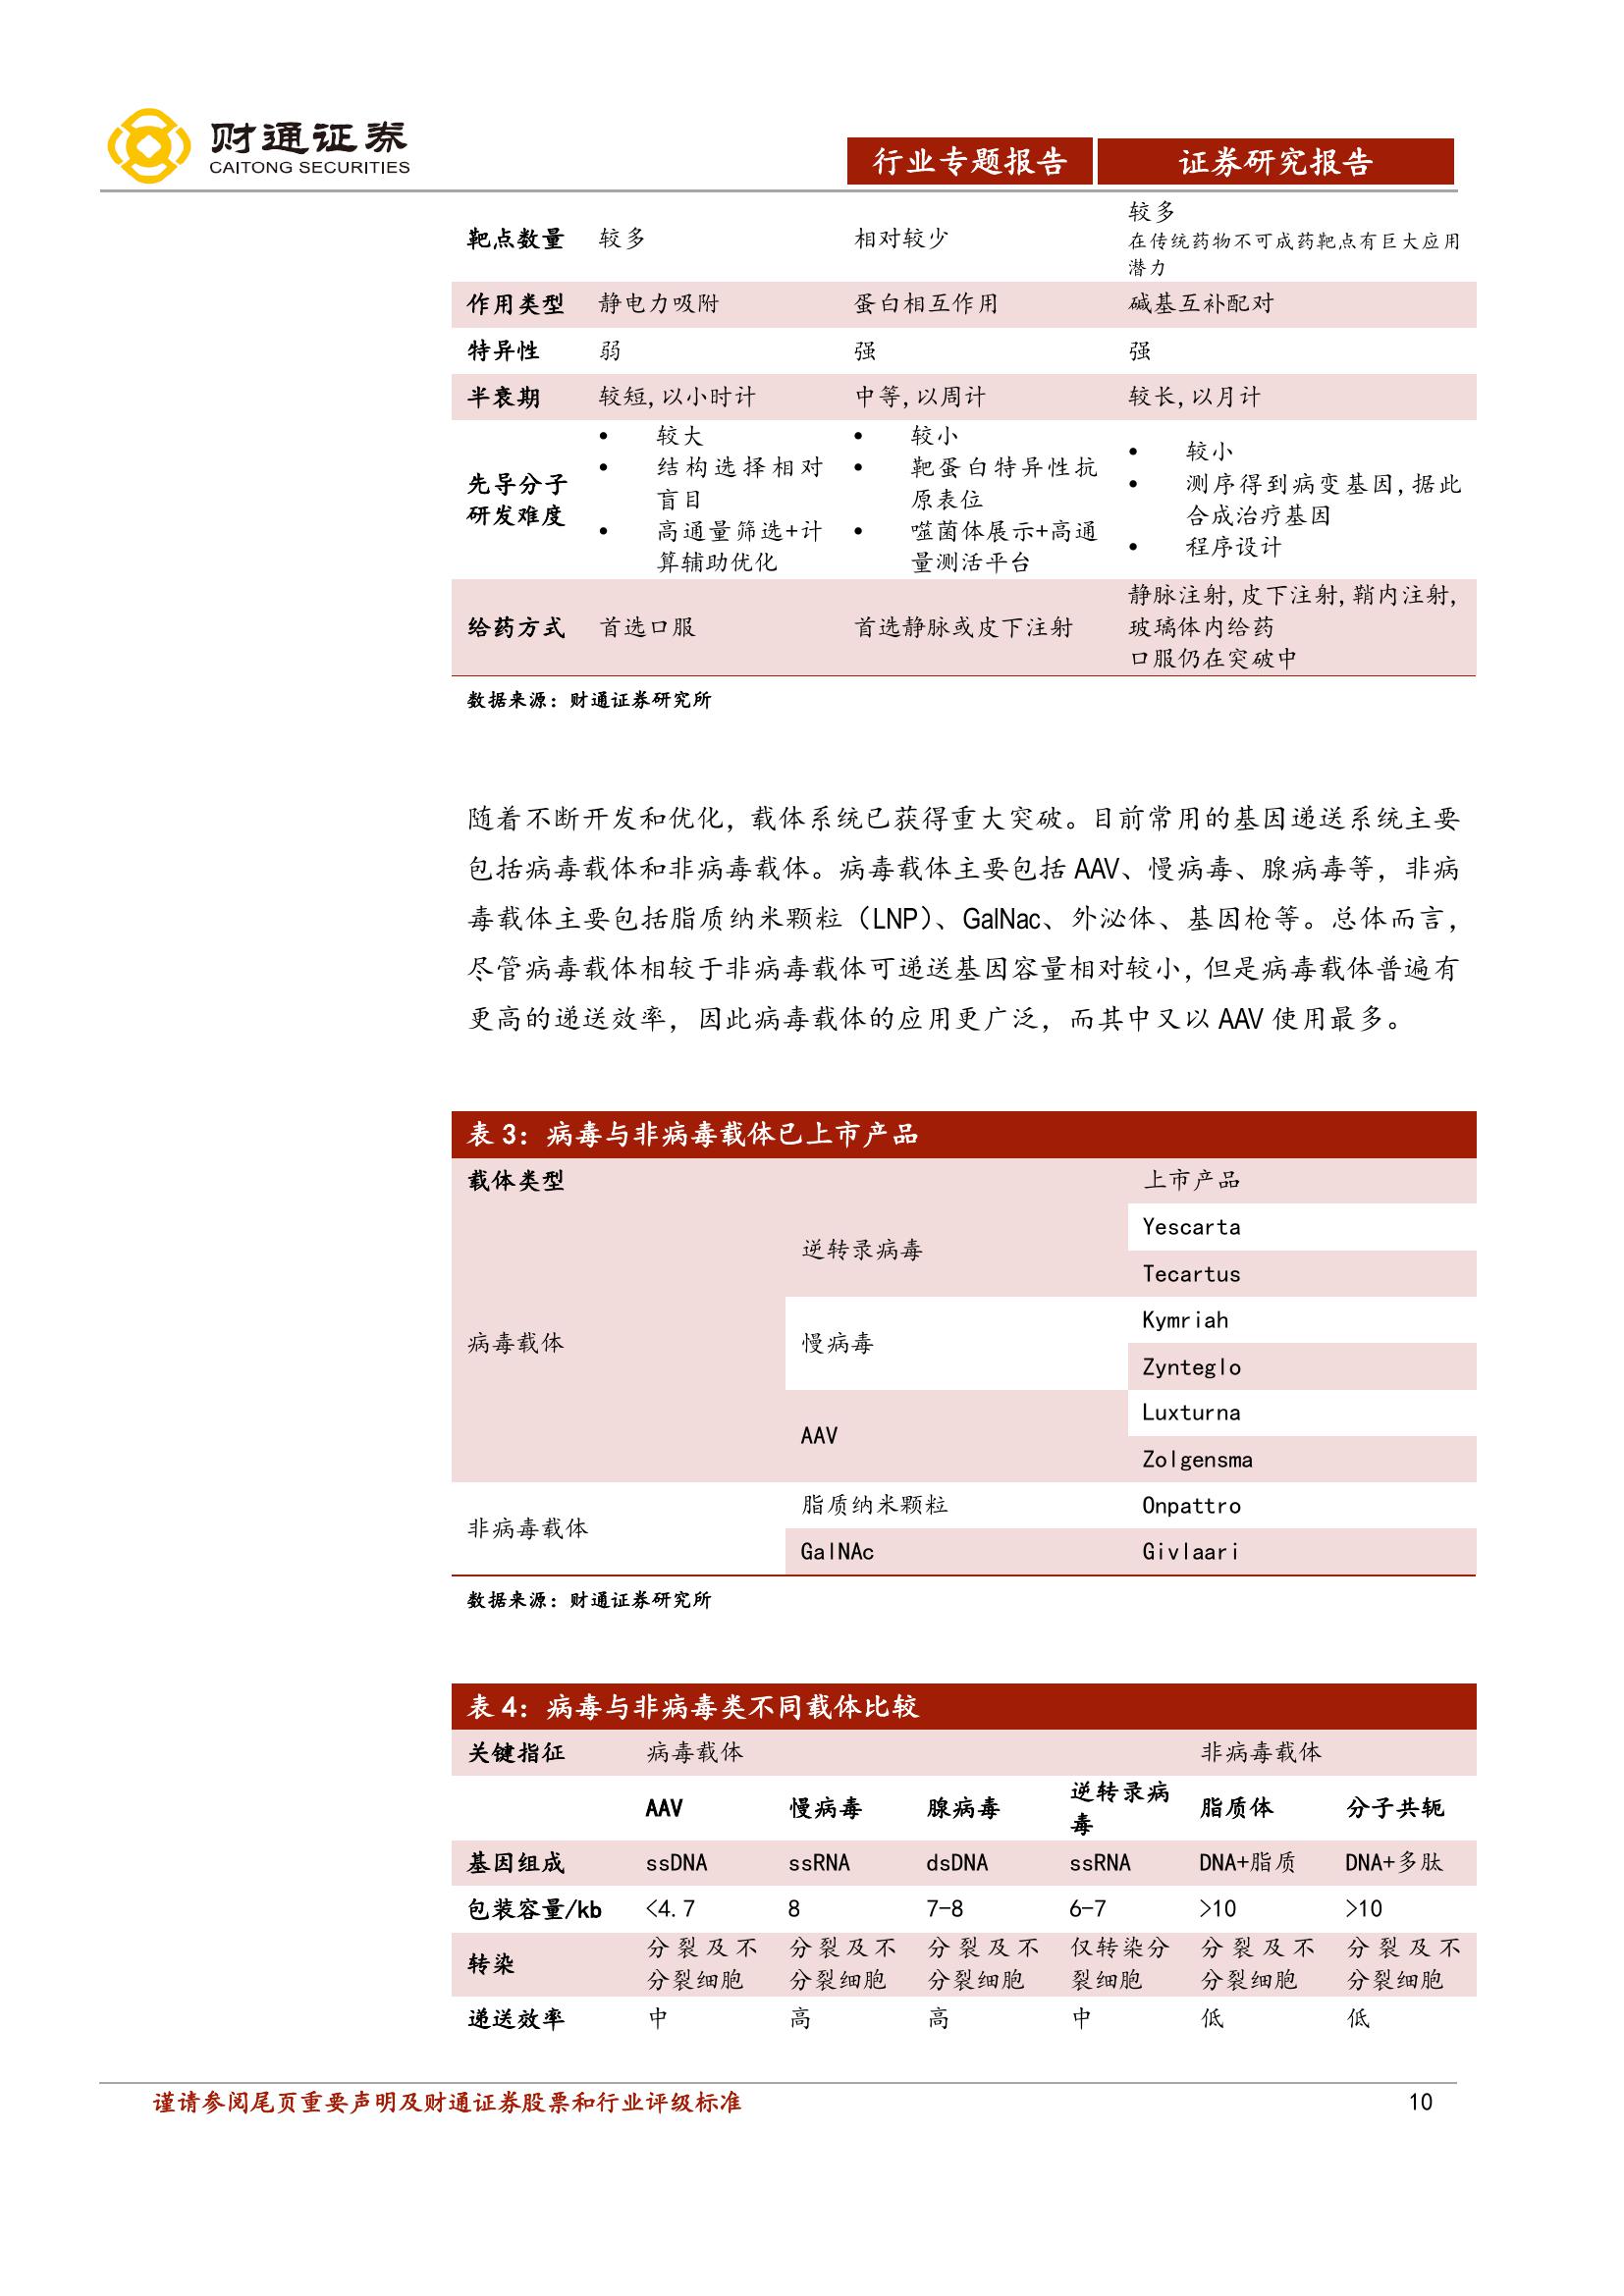 财通证券
CAITONG SECURITIES
行业专题报告 证券研究报告
靶点数量 较多 相对较少 较多
在传统药物不可成药靶点有巨大应用
潜力
作用类型 静电力吸附 蛋白相互作用 碱基互补配对
特异性 弱 强 强
半衰期 较短,以小时计 中等,以周计 较长,以月计
先导分子
研发难度
• 较大
• 结构选择相对
盲目
• 高通量筛选+计
算辅助优化
• 较小
• 靶蛋白特异性抗
原表位
• 噬菌体展示+高通
量测活平台
• 较小
• 测序得到病变基因,据此
合成治疗基因
• 程序设计
给药方式 首选口服 首选静脉或皮下注射 静脉注射,皮下注射,鞘内注射,
玻璃体内给药
口服仍在突破中
数据来源：财通证券研究所
随着不断开发和优化，载体系统已获得重大突破。目前常用的基因递送系统主要
包括病毒载体和非病毒载体。病毒载体主要包括 AAV、慢病毒、腺病毒等，非病
毒载体主要包括脂质纳米颗粒（LNP）、GalNac、外泌体、基因枪等。总体而言，
尽管病毒载体相较于非病毒载体可递送基因容量相对较小，但是病毒载体普遍有
更高的递送效率，因此病毒载体的应用更广泛，而其中又以 AAV 使用最多。
表 3：病毒与非病毒载体已上市产品
载体类型 上市产品
病毒载体 逆转录病毒 Yescarta
Tecartus
慢病毒 Kymriah
Zynteglo
AAV Luxturna
Zolgensma
非病毒载体 脂质纳米颗粒 Onpattro
GalNAc Givlaari
数据来源：财通证券研究所
表 4：病毒与非病毒类不同载体比较
关键指征 病毒载体 非病毒载体
AAV 慢病毒 腺病毒 逆转录病 脂质体 分子共轭
毒
基因组成 ssDNA ssRNA dsDNA ssRNA DNA+脂质 DNA+多肽
包装容量/kb <4.7 8 7-8 6-7 >10 >10
转染 分裂及不 分裂及不 分裂及不 仅转染分 分裂及不 分裂及不
分裂细胞 分裂细胞 分裂细胞 裂细胞 分裂细胞 分裂细胞
递送效率 中 高 高 中 低 低
谨请参阅尾页重要声明及财通证券股票和行业评级标准 10